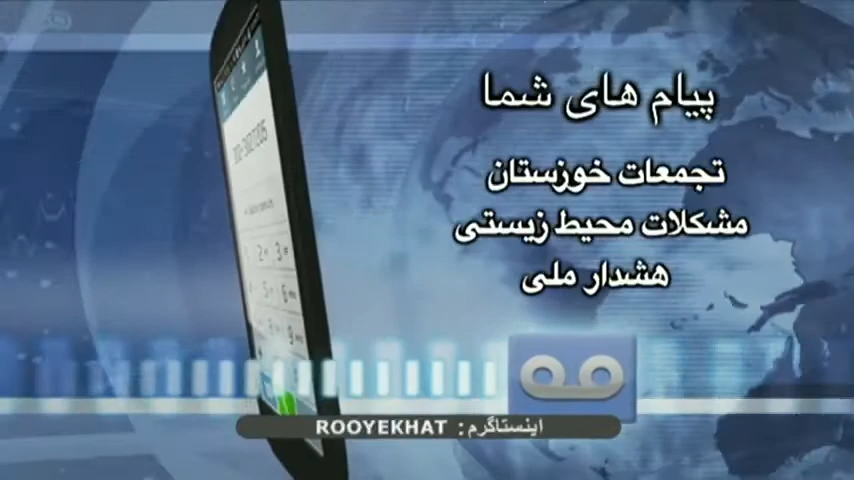 پیام های شما
تجمعات خوزستان
مشکلات محیط زیستی
هشدار ملی
اینستاگرم: ROOYEKHAT